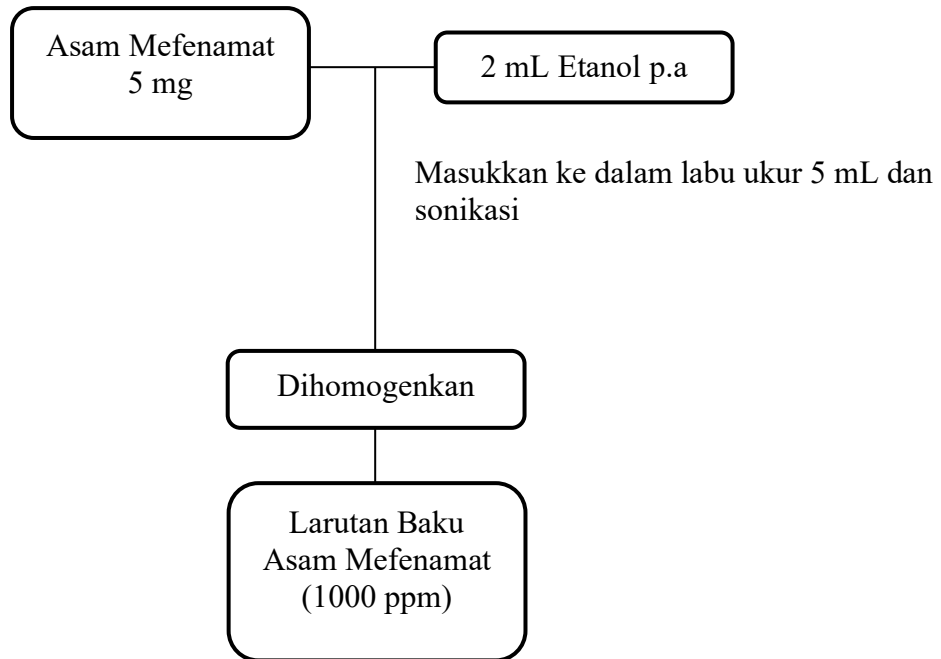 Asam Mefenamat
5 mg
2 mL Etanol p.a
Masukkan ke dalam labu ukur 5 mL dan
sonikasi
Dihomogenkan
Larutan Baku
Asam Mefenamat
(1000 ppm)